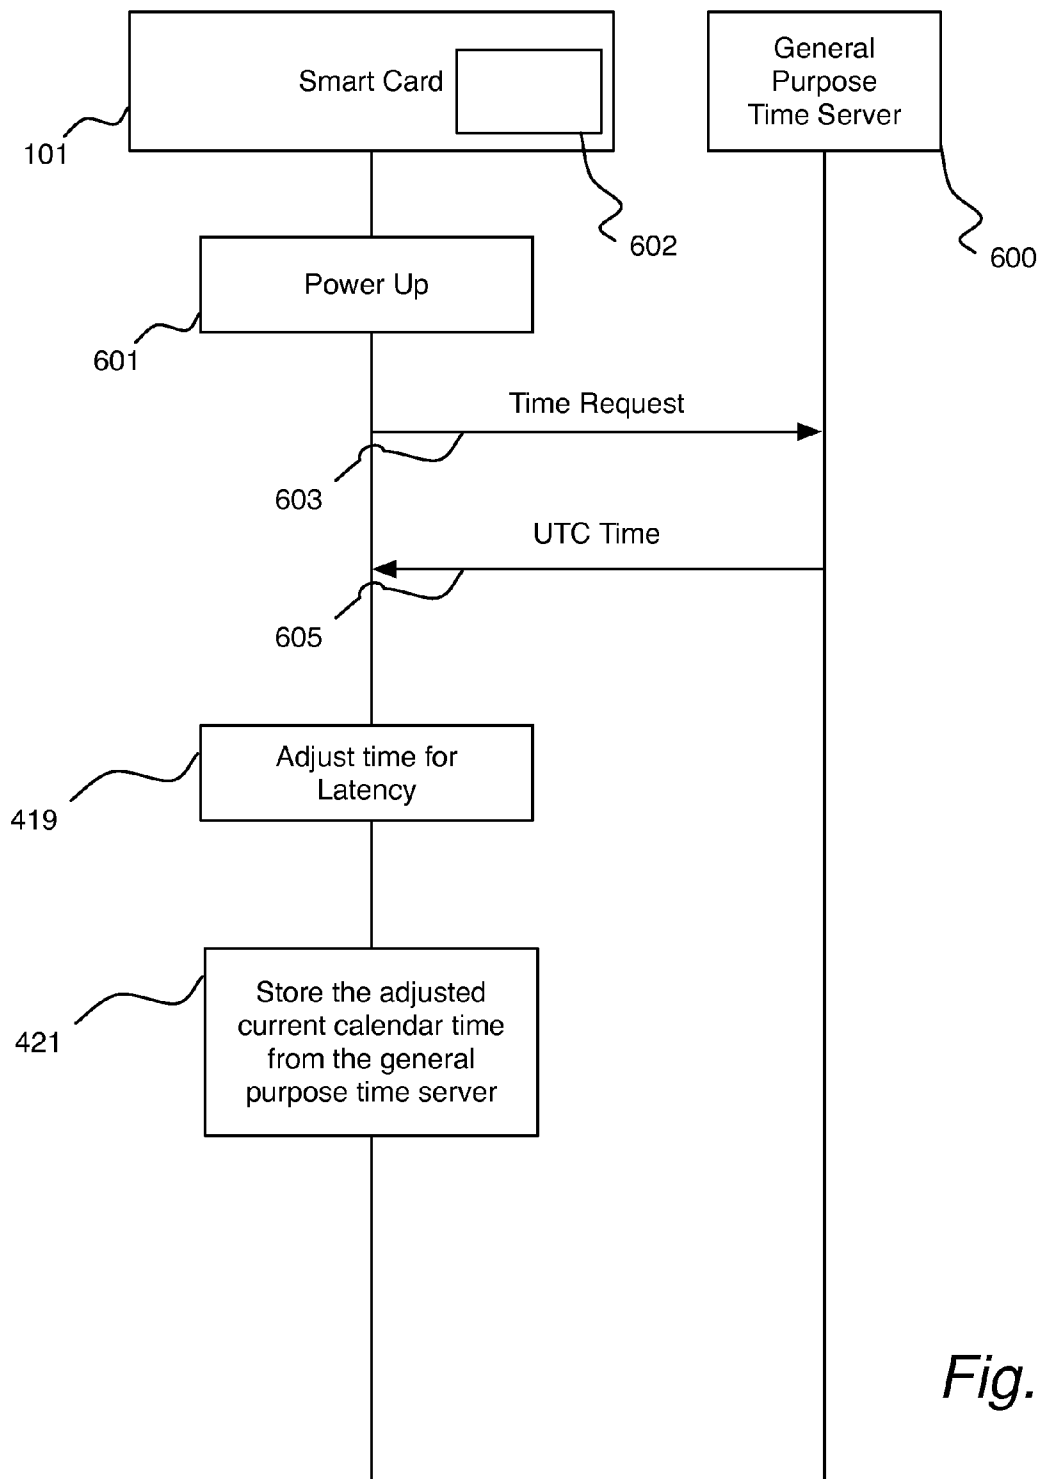 Smart Card
General
Purpose
Time Server
101
602
600
Power Up
601
Time Request
603
UTC Time
605
Adjust time for
Latency
419
Store the adjusted
current calendar time
from the general
purpose time server
421
Fig.